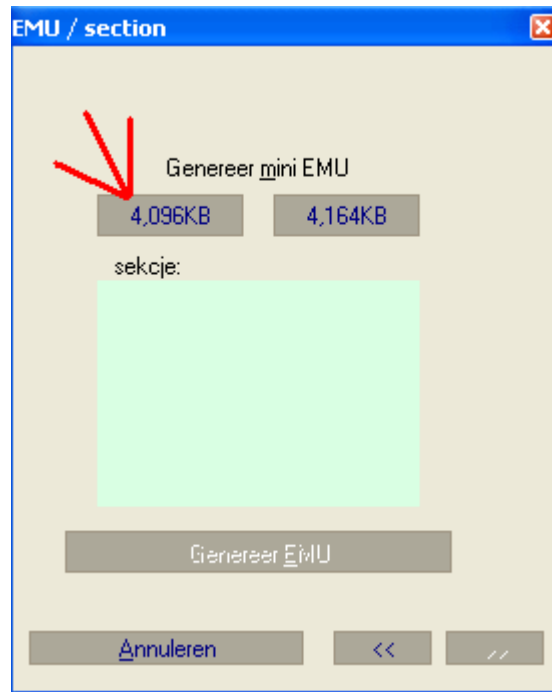 EMU / section
Genereer mini EMU
4,096KB 4,164KB
sekcje:
Genereer EMU
Annuleren << >>